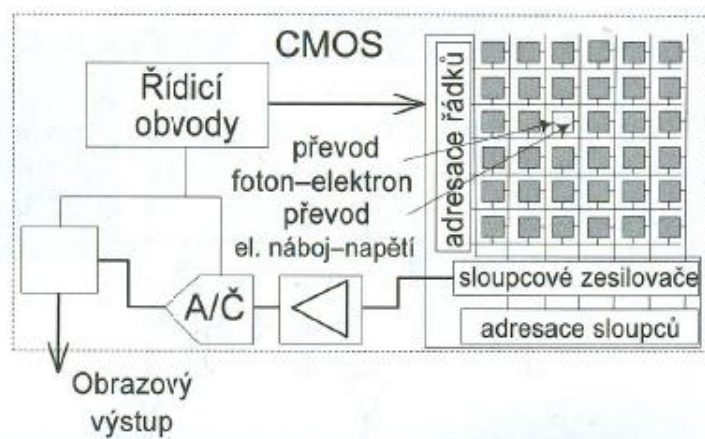 CMOS
Řídicí
obvody
adresace řádků
převod
foton–elektron
převod
el. náboj–napětí
sloupcové zesilovače
A/Č
adresace sloupců
Obrazový
výstup